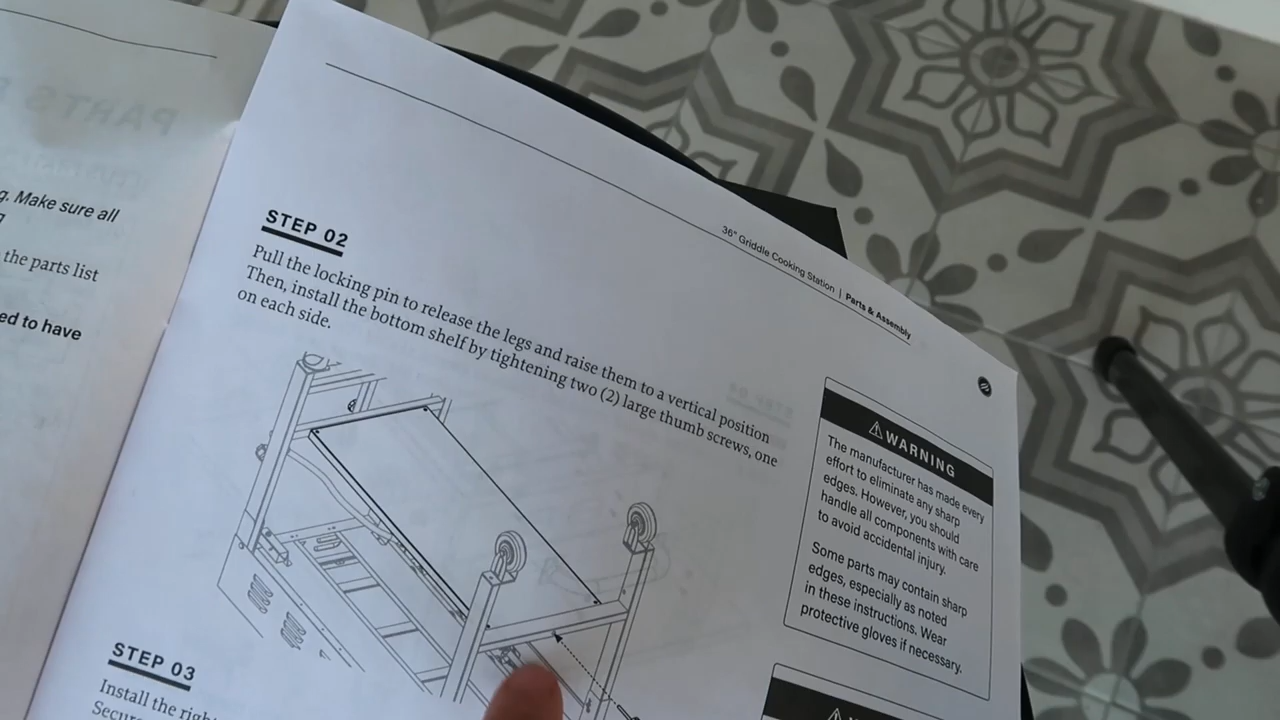 g. Make sure all
the parts list
ed to have
36" Griddle Cooking Station | Parts & Assembly
STEP 02
Pull the locking pin to release the legs and raise them to a vertical position
Then, install the bottom shelf by tightening two (2) large thumb screws, one
on each side.
WARNING
The manufacturer has made every
effort to eliminate any sharp
edges. However, you should
handle all components with care
to avoid accidental injury.
Some parts may contain sharp
edges, especially as noted
in these instructions. Wear
protective gloves if necessary.
STEP 03
Install the right
Secure